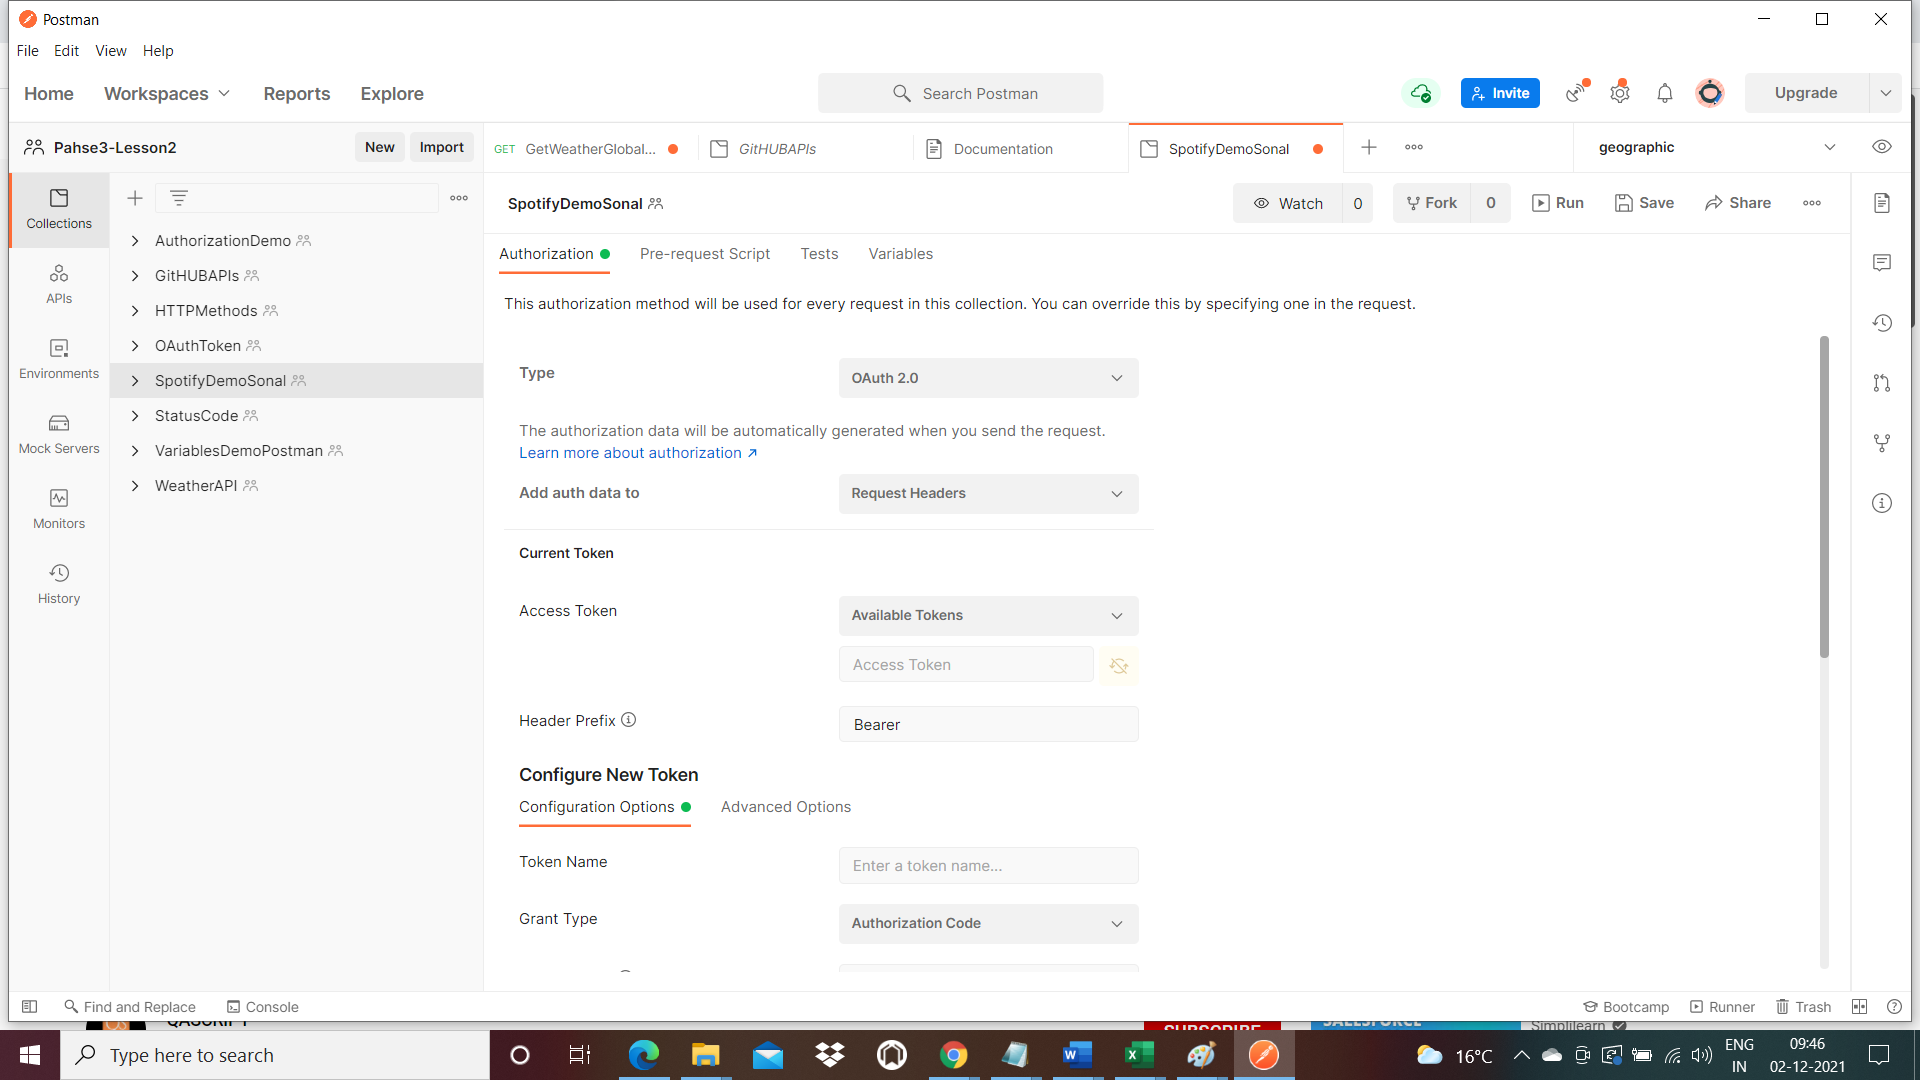 Postman
File Edit View Help
Home Workspaces Reports Explore
Search Postman
Invite
Upgrade
Pahse3-Lesson2
New Import
GET GetWeatherGlobal...
GitHUBAPIs
Documentation
SpotifyDemoSonal
geographic
Collections
APIs
Environments
Mock Servers
Monitors
History
AuthorizationDemo
GitHUBAPIs
HTTPMethods
OAuthToken
SpotifyDemoSonal
StatusCode
VariablesDemoPostman
WeatherAPI
SpotifyDemoSonal
Watch 0
Fork 0
Run
Save
Share
Authorization Pre-request Script Tests Variables
This authorization method will be used for every request in this collection. You can override this by specifying one in the request.
Type OAuth 2.0
The authorization data will be automatically generated when you send the request.
Learn more about authorization ↗
Add auth data to Request Headers
Current Token
Access Token Available Tokens
Access Token
Header Prefix Bearer
Configure New Token
Configuration Options Advanced Options
Token Name Enter a token name...
Grant Type Authorization Code
Find and Replace Console
Bootcamp Runner Trash
SUBSCRIBE
SALESFORCE
Simplilearn
Type here to search
16°C
ENG
IN
09:46
02-12-2021